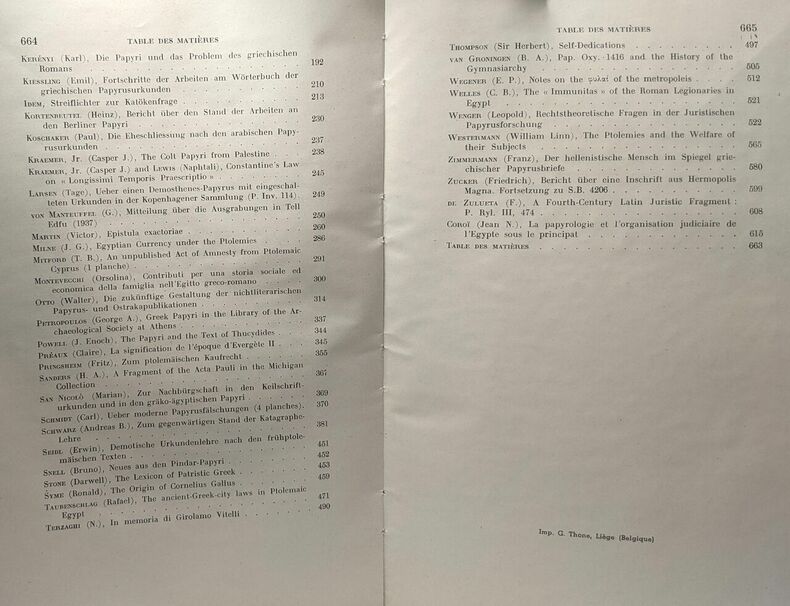 664 TABLE DES MATIÈRES
KERÉNYI (Karl), Die Papyri und das Problem des griechischen
Romans 192
KIESSLING (Emil), Fortschritte der Arbeiten am Wörterbuch der
griechischen Papyrusurkunden 210
IDEM, Streiflichter zur Katökenfrage 213
KORTENBEUTEL (Heinz), Bericht über den Stand der Arbeiten an
den Berliner Papyri 230
KOSCHAKER (Paul), Die Eheschliessung nach den arabischen Papy-
rusurkunden 237
KRAEMER, Jr. (Casper J.), The Colt Papyri from Palestine 238
KRAEMER, Jr. (Casper J.) and LEWIS (Naphtali), Constantine's Law
on « Longissimi Temporis Praescriptio » 245
LARSEN (Tage), Ueber einen Demosthenes-Papyrus mit eingeschal-
teten Urkunden in der Kopenhagener Sammlung (P. Inv. 114) 249
VON MANTEUFFEL (G.), Mitteilung über die Ausgrabungen in Tell
Edfu (1937) 250
MARTIN (Victor), Epistula exactoriae 260
MILNE (J. G.), Egyptian Currency under the Ptolemies 286
MITFORD (T. B.), An unpublished Act of Amnesty from Ptolemaic
Cyprus (1 planche) 291
MONTEVECCHI (Orsolina), Contributi per una storia sociale ed
economica della famiglia nell'Egitto greco-romano 300
OTTO (Walter), Die zukünftige Gestaltung der nichtliterarischen
Papyrus- und Ostrakapublikationen 314
PETROPOULOS (George A.), Greek Papyri in the Library of the Ar-
chaeological Society at Athens 337
POWELL (J. Enoch), The Papyri and the Text of Thucydides 344
PRÉAUX (Claire), La signification de l'époque d'Evergète II 345
PRINGSHEIM (Fritz), Zum ptolemäischen Kaufrecht 355
SANDERS (H. A.), A Fragment of the Acta Pauli in the Michigan
Collection 367
SAN NICOLÒ (Marian), Zur Nachbürgschaft in den Keilschrift-
urkunden und in den gräko-ägyptischen Papyri 369
SCHMIDT (Carl), Ueber moderne Papyrusfälschungen (4 planches) 370
SCHWARZ (Andreas B.), Zum gegenwärtigen Stand der Katagraphe-
Lehre 381
SEIDL (Erwin), Demotische Urkundenlehre nach den frühptole-
mäischen Texten 451
SNELL (Bruno), Neues aus den Pindar-Papyri 452
STONE (Darwell), The Lexicon of Patristic Greek 453
SYME (Ronald), The Origin of Cornelius Gallus 459
TAUBENSCHLAG (Rafael), The ancient-Greek-city laws in Ptolemaic
Egypt 471
TERZAGHI (N.), In memoria di Girolamo Vitelli 490
TABLE DES MATIÈRES 665
THOMPSON (Sir Herbert), Self-Dedications 497
VAN GRONINGEN (B. A.), Pap. Oxy. 1416 and the History of the
Gymnasiarchy 505
WEGENER (E. P.), Notes on the φυλαί of the metropoleis 512
WELLES (C. B.), The « Immunitas » of the Roman Legionaries in
Egypt 521
WENGER (Leopold), Rechtstheoretische Fragen in der Juristischen
Papyrusforschung 522
WESTERMANN (William Linn), The Ptolemies and the Welfare of
their Subjects 565
ZIMMERMANN (Franz), Der hellenistische Mensch im Spiegel grie-
chischer Papyrusbriefe 580
ZUCKER (Friedrich), Bericht über eine Inschrift aus Hermopolis
Magna. Fortsetzung zu S.B. 4206 599
DE ZULUETA (F.), A Fourth-Century Latin Juristic Fragment :
P. Ryl. III, 474 608
COROÏ (Jean N.), La papyrologie et l'organisation judiciaire de
l'Egypte sous le principat 615
TABLE DES MATIÈRES 663
Imp. G. Thone, Liège (Belgique)